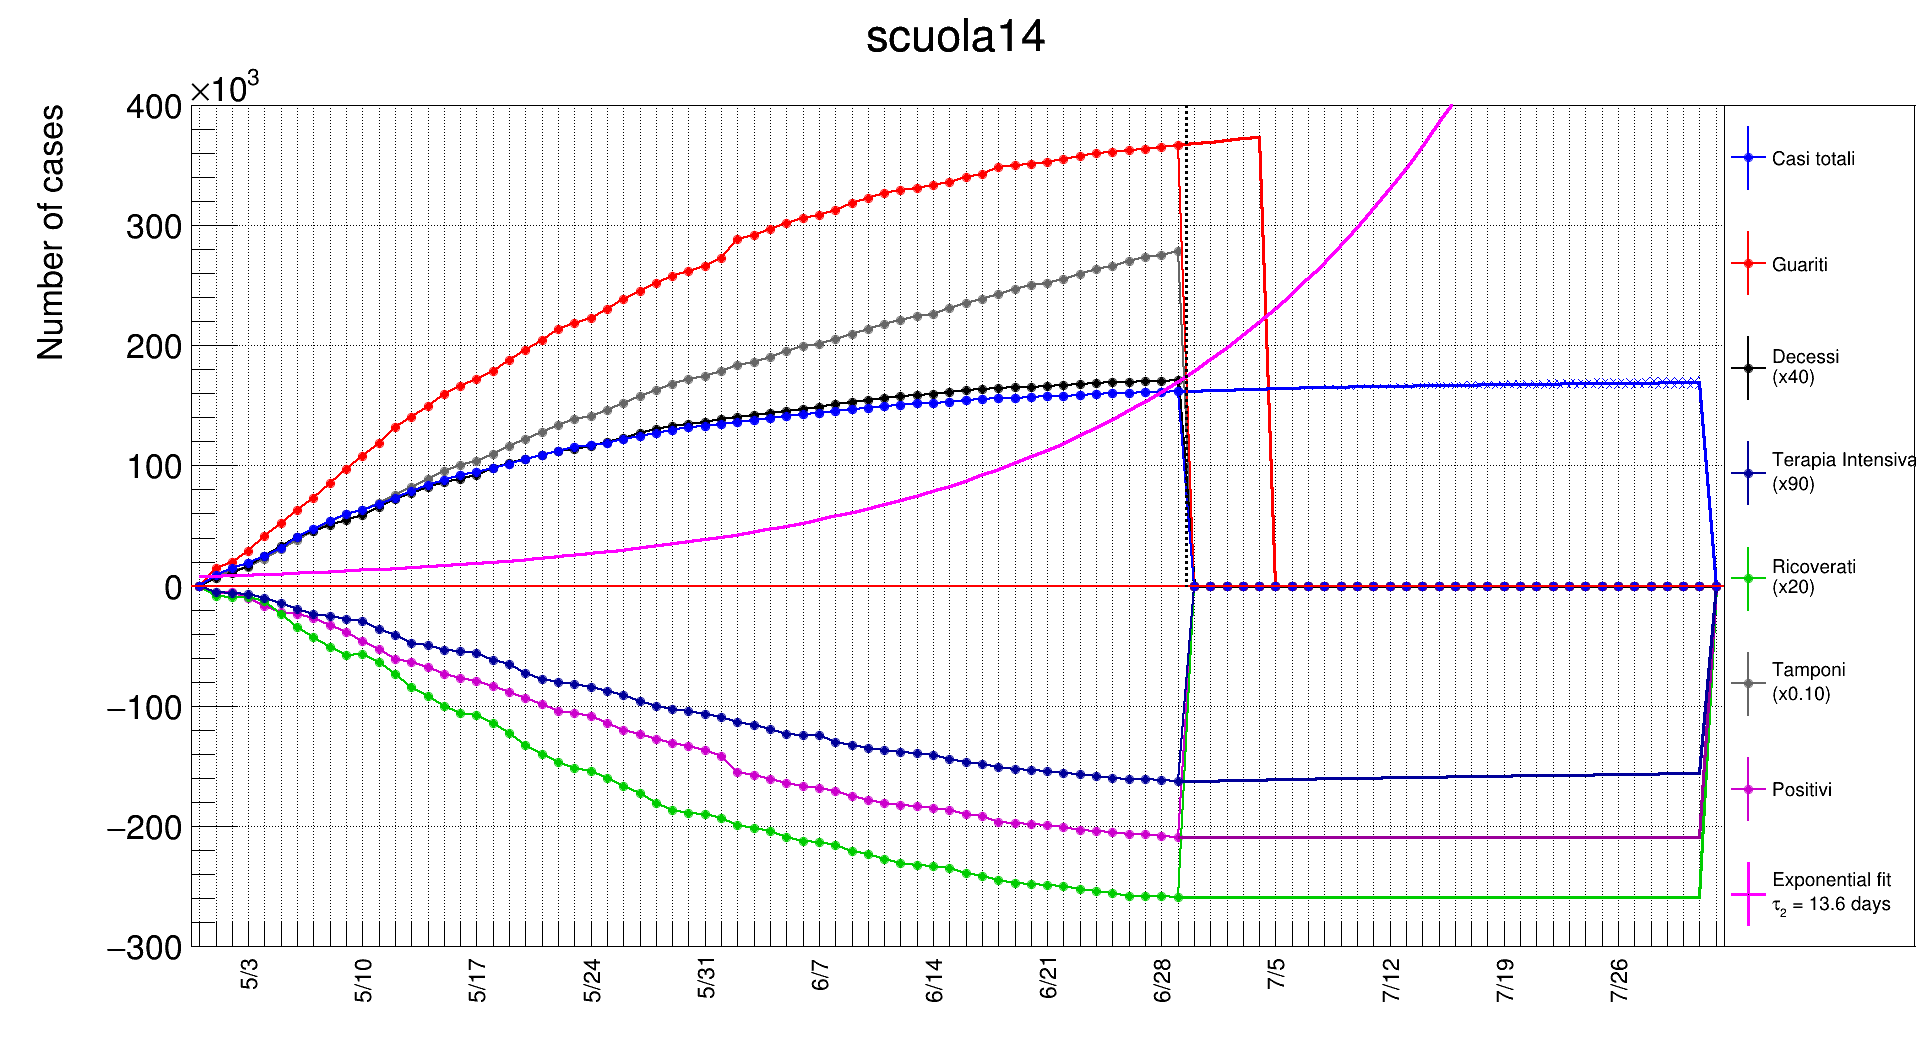 scuola14
×10³
Number of cases
400
300
200
100
0
−100
−200
−300
5/3
5/10
5/17
5/24
5/31
6/7
6/14
6/21
6/28
7/5
7/12
7/19
7/26
Casi totali
Guariti
Decessi
(x40)
Terapia Intensiva
(x90)
Ricoverati
(x20)
Tamponi
(x0.10)
Positivi
Exponential fit
τ₂ = 13.6 days